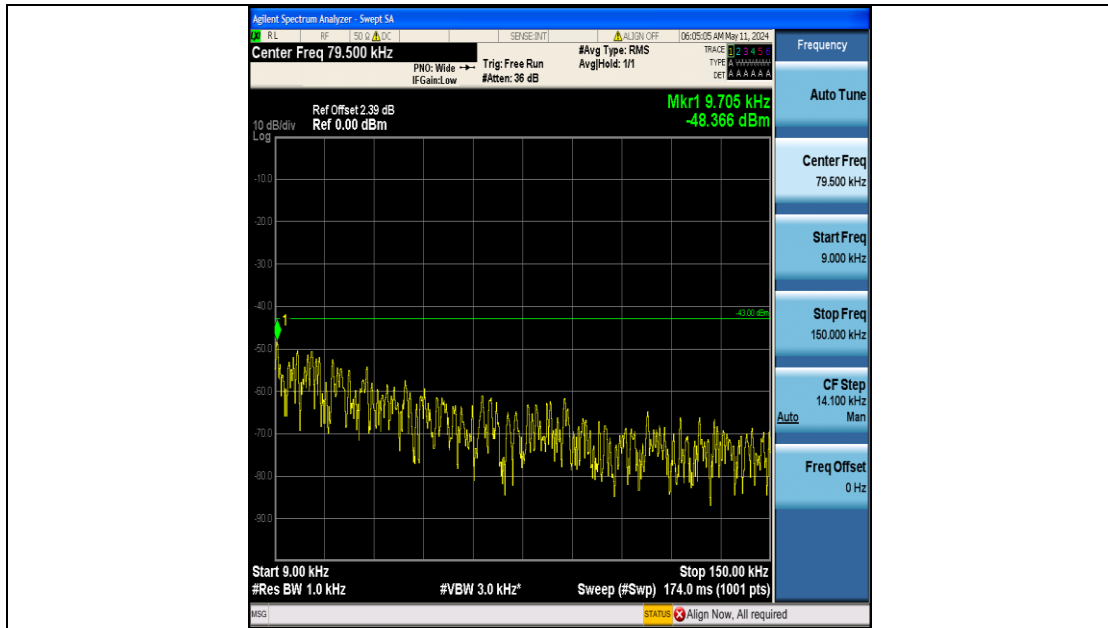 Agilent Spectrum Analyzer - Swept SA
RL RF 50 Ω DC SENSE:INT ALIGN OFF 06:05:05 AM May 11, 2024
Center Freq 79.500 kHz
PNO: Wide
IFGain:Low
Trig: Free Run
#Atten: 36 dB
#Avg Type: RMS
Avg|Hold: 1/1
TRACE 1 2 3 4 5 6
TYPE A WWWWW
DET A A A A A A
Mkr1 9.705 kHz
-48.366 dBm
Ref Offset 2.39 dB
Ref 0.00 dBm
10 dB/div
Log
-10.0
-20.0
-30.0
-40.0
-43.00 dBm
1
-50.0
-60.0
-70.0
-80.0
-90.0
Start 9.00 kHz
Stop 150.00 kHz
#Res BW 1.0 kHz
#VBW 3.0 kHz*
Sweep (#Swp) 174.0 ms (1001 pts)
MSG
STATUS Align Now, All required
Frequency
Auto Tune
Center Freq
79.500 kHz
Start Freq
9.000 kHz
Stop Freq
150.000 kHz
CF Step
14.100 kHz
Auto Man
Freq Offset
0 Hz